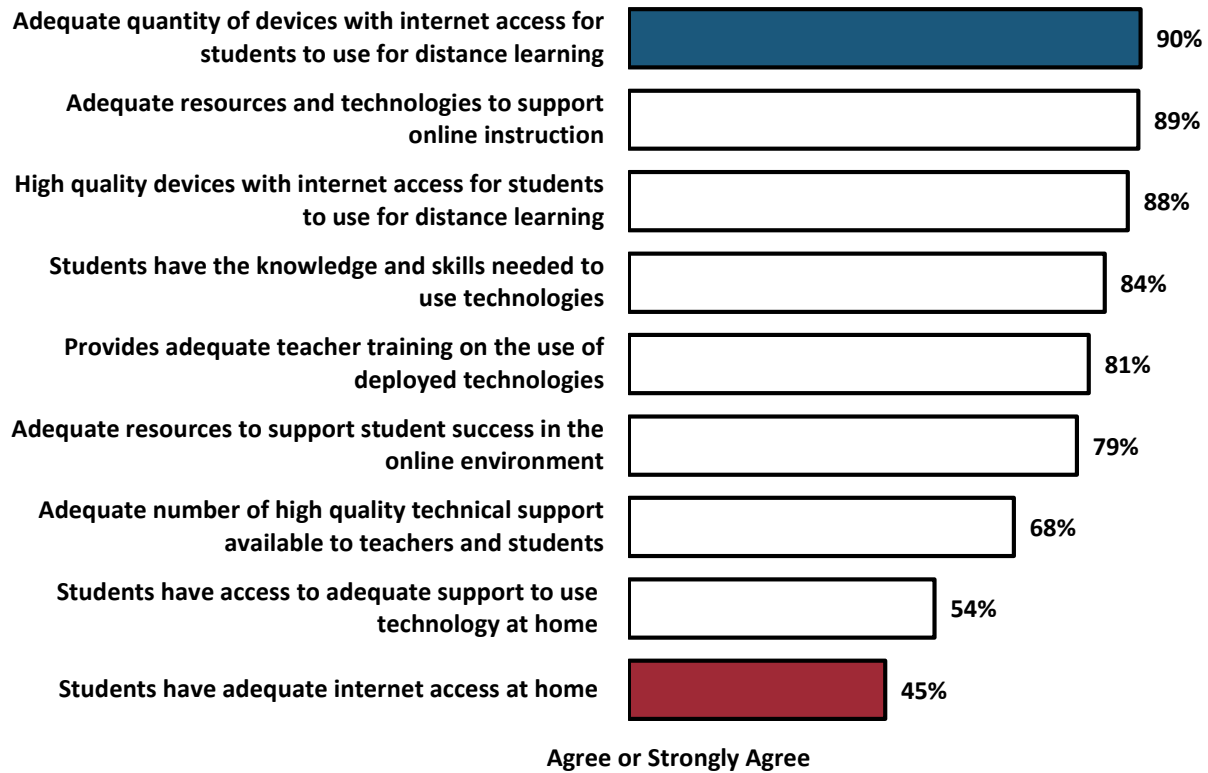 Adequate quantity of devices with internet access for
students to use for distance learning
90%
Adequate resources and technologies to support
online instruction
89%
High quality devices with internet access for students
to use for distance learning
88%
Students have the knowledge and skills needed to
use technologies
84%
Provides adequate teacher training on the use of
deployed technologies
81%
Adequate resources to support student success in the
online environment
79%
Adequate number of high quality technical support
available to teachers and students
68%
Students have access to adequate support to use
technology at home
54%
Students have adequate internet access at home
45%
Agree or Strongly Agree